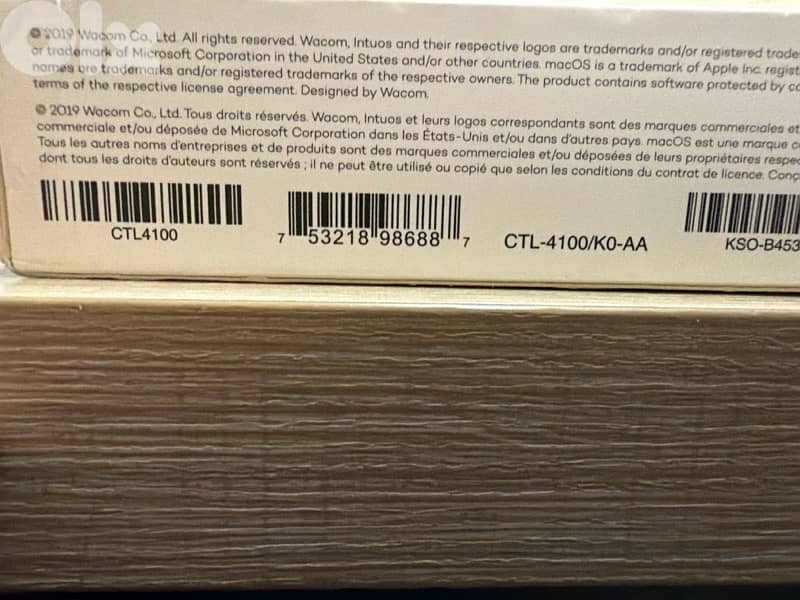 © 2019 Wacom Co., Ltd. All rights reserved. Wacom, Intuos and their respective logos are trademarks and/or registered trade
or trademark of Microsoft Corporation in the United States and/or other countries. macOS is a trademark of Apple Inc. regist
names are trademarks and/or registered trademarks of the respective owners. The product contains software protected by co
terms of the respective license agreement. Designed by Wacom.
© 2019 Wacom Co., Ltd. Tous droits réservés. Wacom, Intuos et leurs logos correspondants sont des marques commerciales et
commerciale et/ou déposée de Microsoft Corporation dans les États-Unis et/ou dans d'autres pays. macOS est une marque c
Tous les autres noms d'entreprises et de produits sont des marques commerciales et/ou déposées de leurs propriétaires respec
dont tous les droits d'auteurs sont réservés ; il ne peut être utilisé ou copié que selon les conditions du contrat de licence. Conç
CTL4100
7 53218 98688 7
CTL-4100/K0-AA
KSO-B453